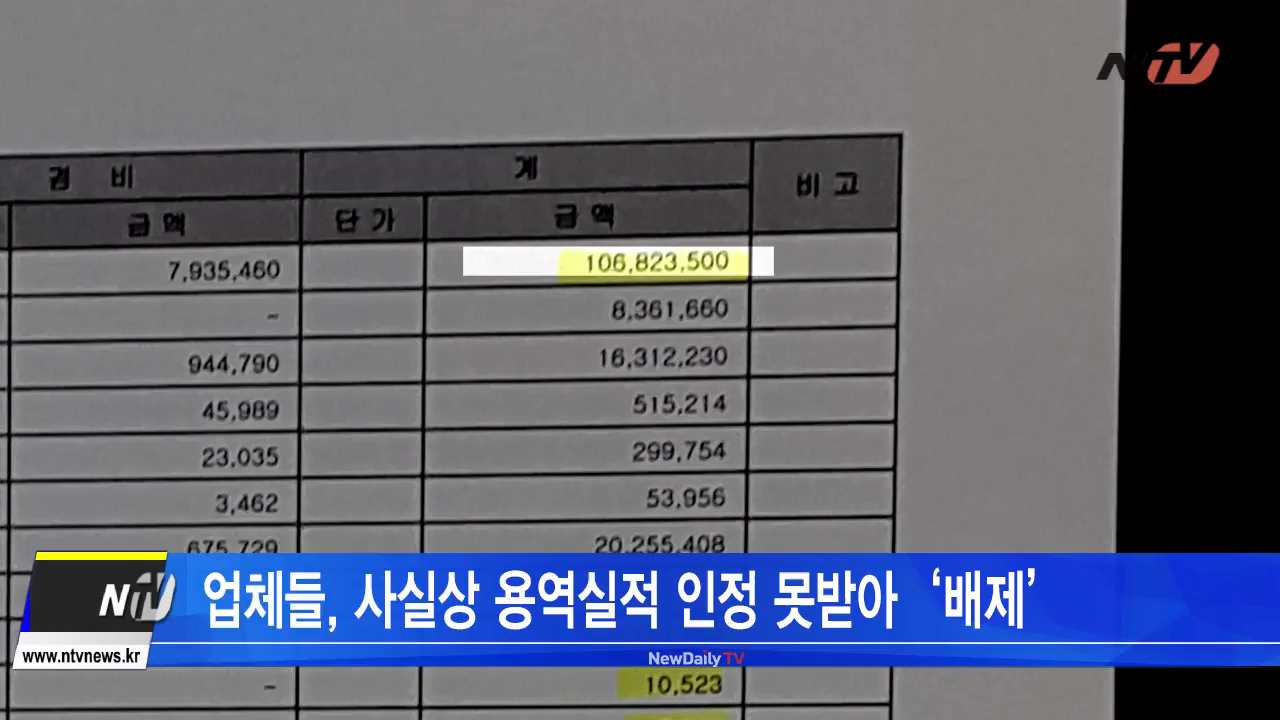 NTV
경 비
계
비 고
금 액
단 가
금 액
7,935,460
106,823,500
-
8,361,660
944,790
16,312,230
45,989
515,214
23,035
299,754
3,462
53,956
675,729
20,255,408
NTV
업체들, 사실상 용역실적 인정 못받아 ‘배제’
www.ntvnews.kr
NewDaily TV
-
10,523